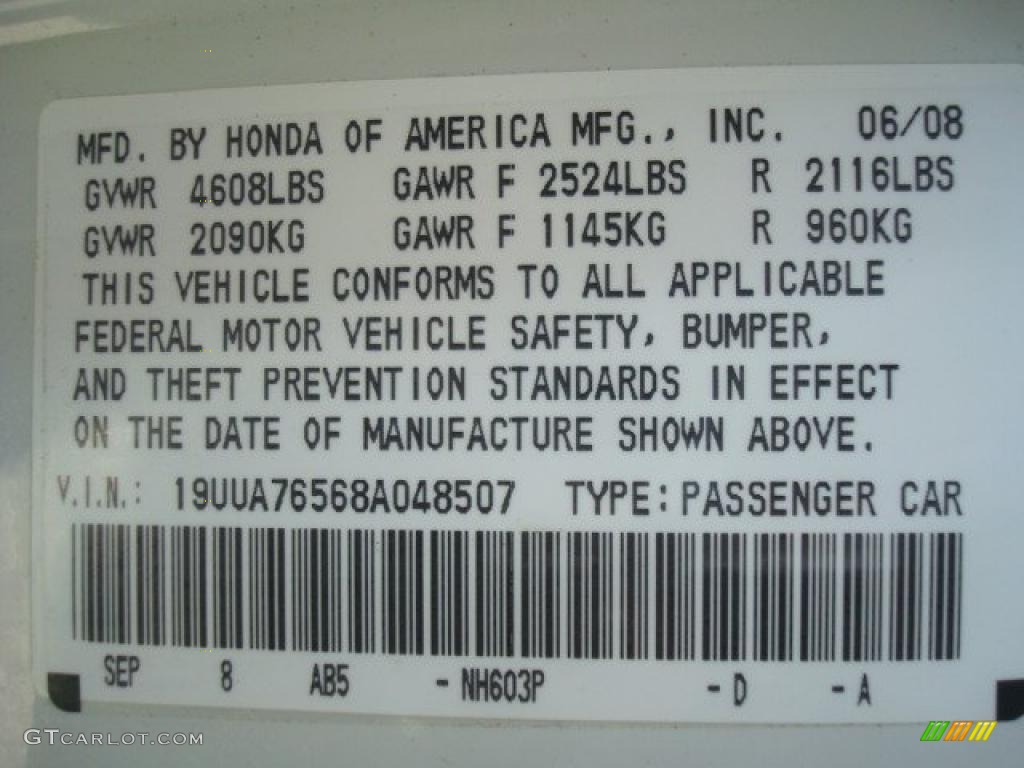 MFD. BY HONDA OF AMERICA MFG., INC. 06/08
GVWR 4608LBS GAWR F 2524LBS R 2116LBS
GVWR 2090KG GAWR F 1145KG R 960KG
THIS VEHICLE CONFORMS TO ALL APPLICABLE
FEDERAL MOTOR VEHICLE SAFETY, BUMPER,
AND THEFT PREVENTION STANDARDS IN EFFECT
ON THE DATE OF MANUFACTURE SHOWN ABOVE.
V.I.N.: 19UUA76568A048507 TYPE: PASSENGER CAR
SEP 8 AB5 - NH603P - D - A
GTCARLOT.COM